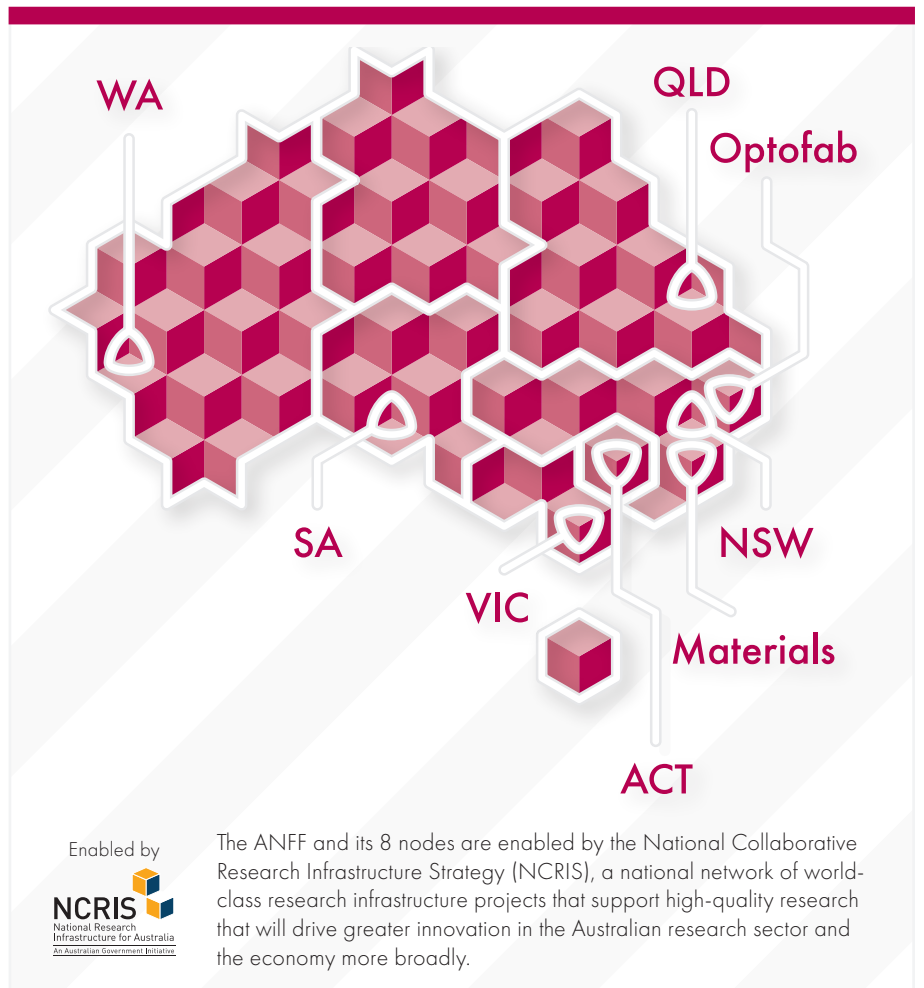 WA
QLD
Optofab
SA
NSW
VIC
Materials
ACT
Enabled by
NCRIS
National Research
Infrastructure for Australia
An Australian Government Initiative
The ANFF and its 8 nodes are enabled by the National Collaborative
Research Infrastructure Strategy (NCRIS), a national network of world-
class research infrastructure projects that support high-quality research
that will drive greater innovation in the Australian research sector and
the economy more broadly.